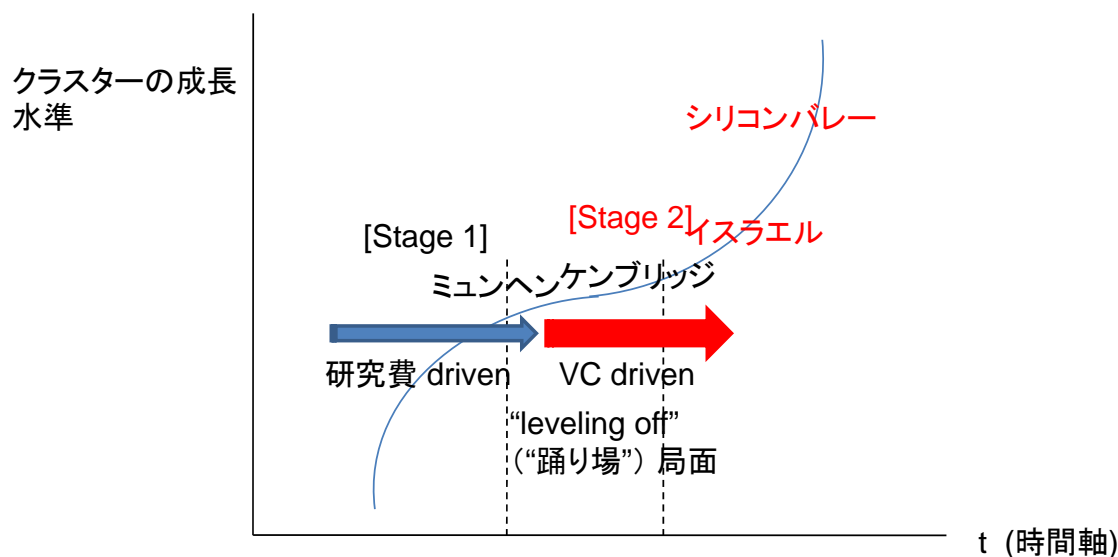 クラスターの成長
水準
シリコンバレー
[Stage 1]
[Stage 2]
イスラエル
ミュンヘン
ケンブリッジ
研究費 driven
VC driven
“leveling off”
（“踊り場”）局面
t (時間軸)